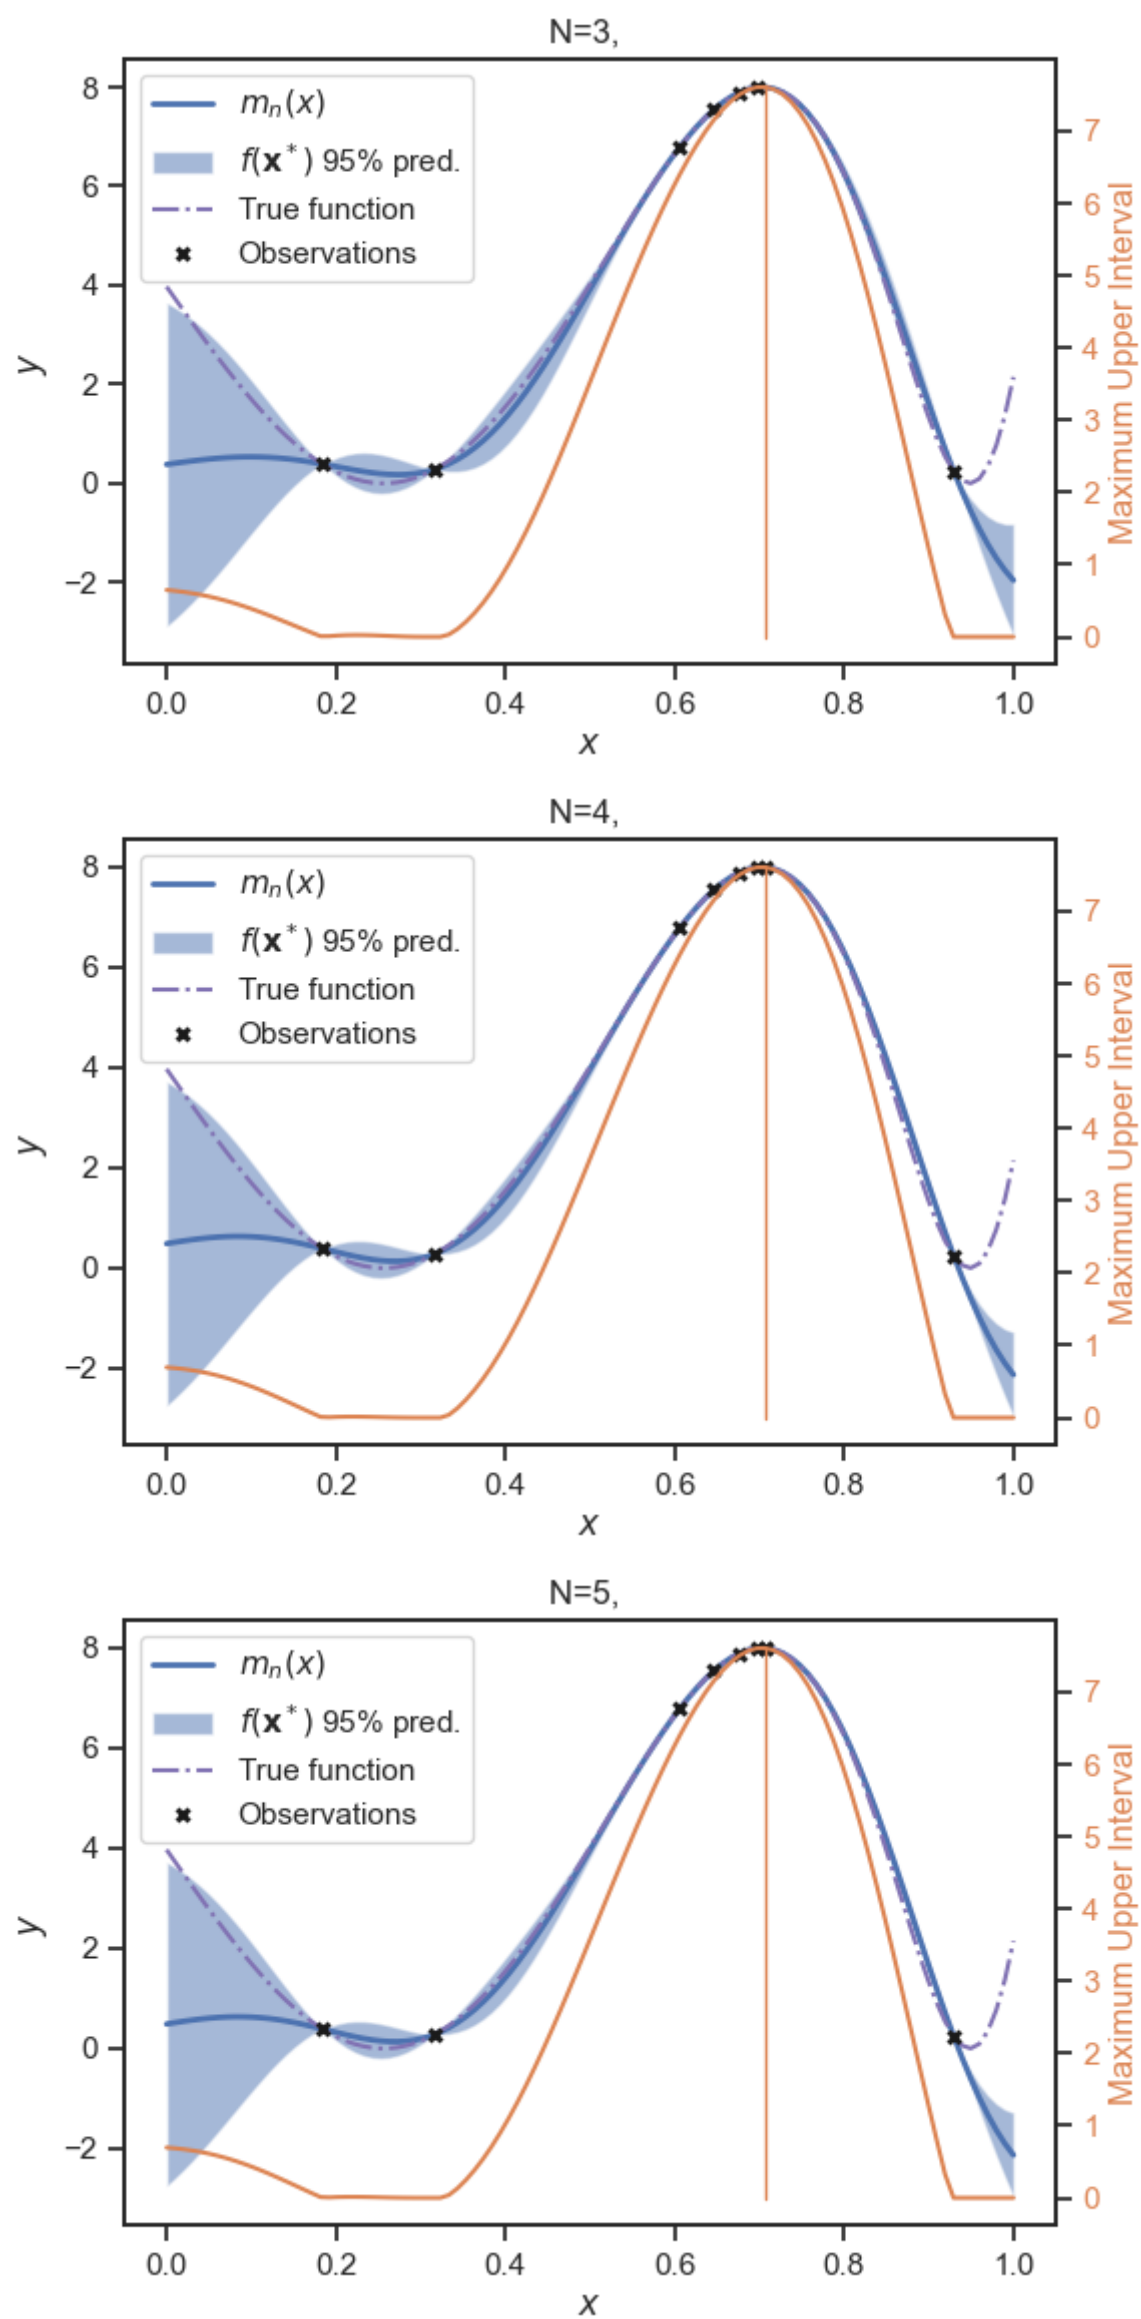 N=3,
8
6
4
2
0
−2
y
mₙ(x)
f(𝐱*) 95% pred.
True function
Observations
7
6
5
4
3
2
1
0
Maximum Upper Interval
0.0 0.2 0.4 0.6 0.8 1.0
x
N=4,
8
6
4
2
0
−2
y
mₙ(x)
f(𝐱*) 95% pred.
True function
Observations
7
6
5
4
3
2
1
0
Maximum Upper Interval
0.0 0.2 0.4 0.6 0.8 1.0
x
N=5,
8
6
4
2
0
−2
y
mₙ(x)
f(𝐱*) 95% pred.
True function
Observations
7
6
5
4
3
2
1
0
Maximum Upper Interval
0.0 0.2 0.4 0.6 0.8 1.0
x